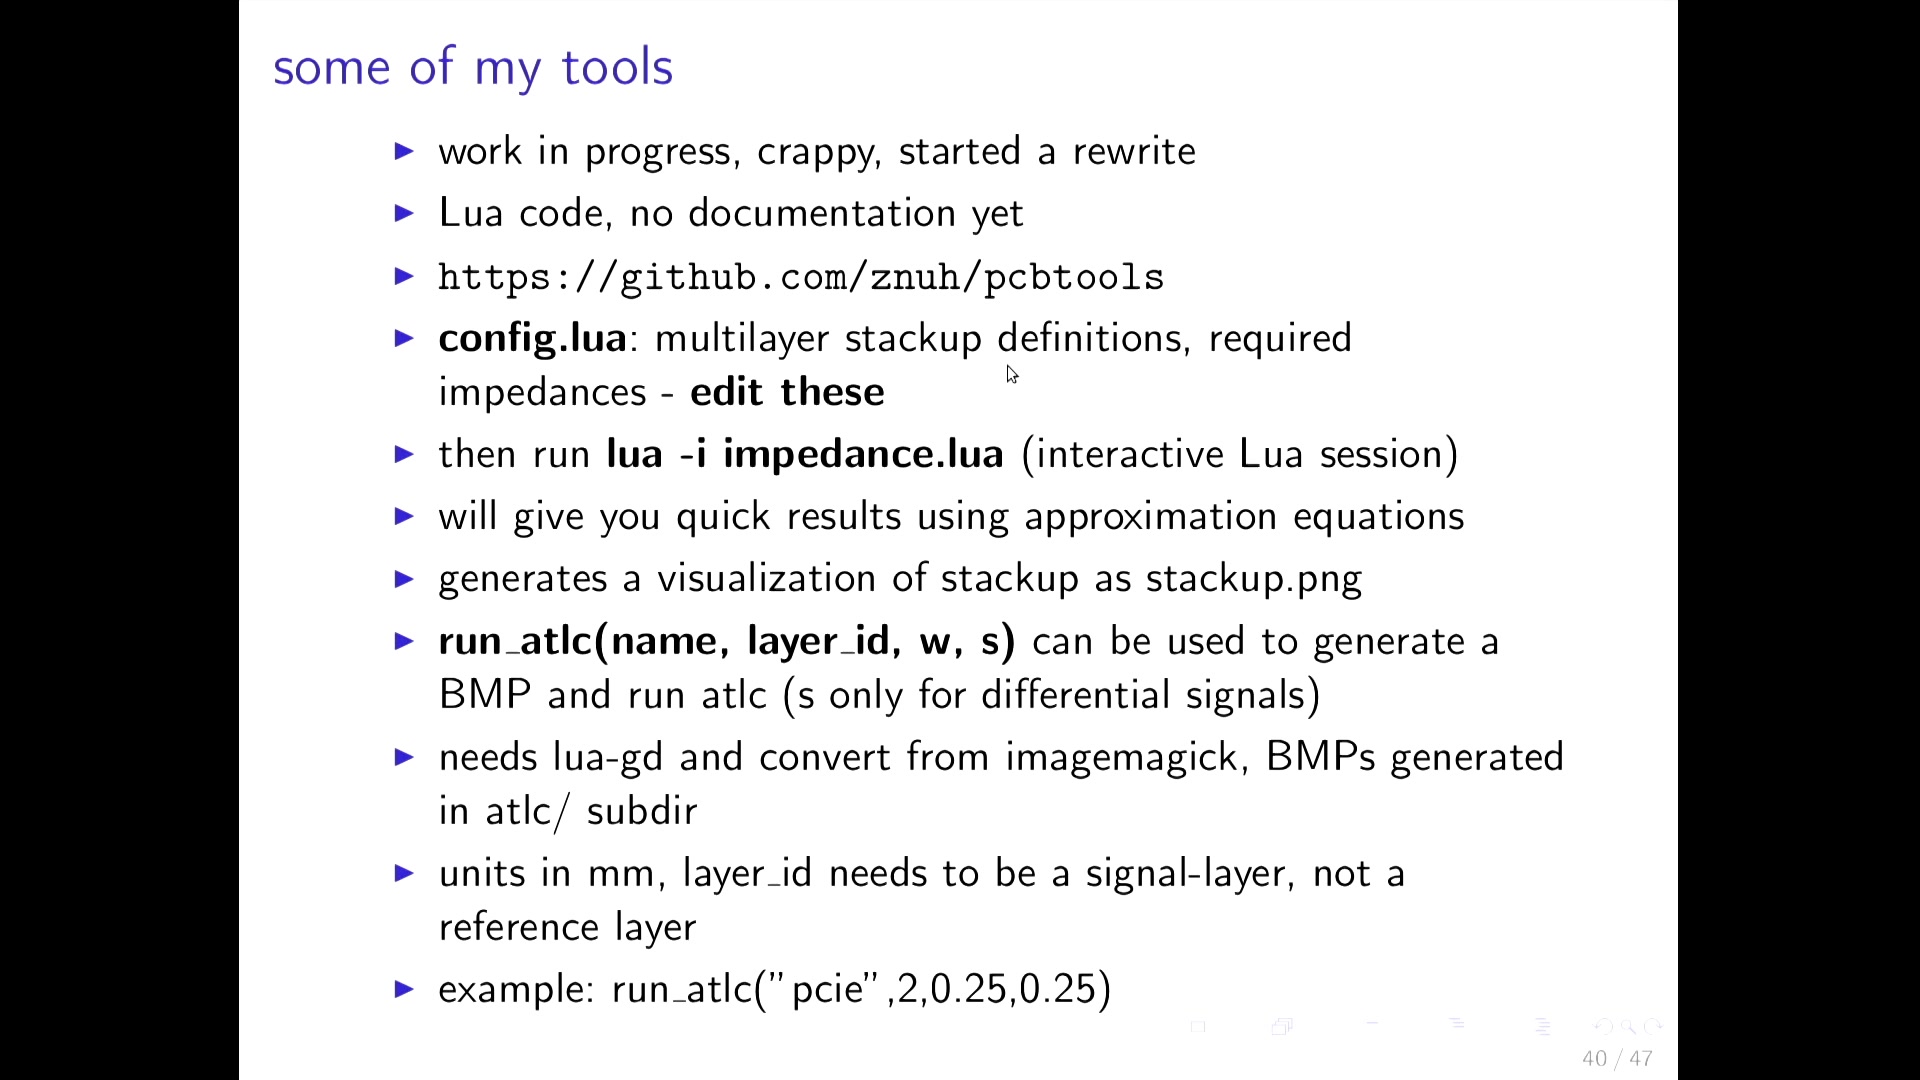 some of my tools
work in progress, crappy, started a rewrite
Lua code, no documentation yet
https://github.com/znuh/pcbtools
config.lua: multilayer stackup definitions, required
impedances - edit these
then run lua -i impedance.lua (interactive Lua session)
will give you quick results using approximation equations
generates a visualization of stackup as stackup.png
run_atlc(name, layer_id, w, s) can be used to generate a
BMP and run atlc (s only for differential signals)
needs lua-gd and convert from imagemagick, BMPs generated
in atlc/ subdir
units in mm, layer_id needs to be a signal-layer, not a
reference layer
example: run_atlc(”pcie”,2,0.25,0.25)
40 / 47